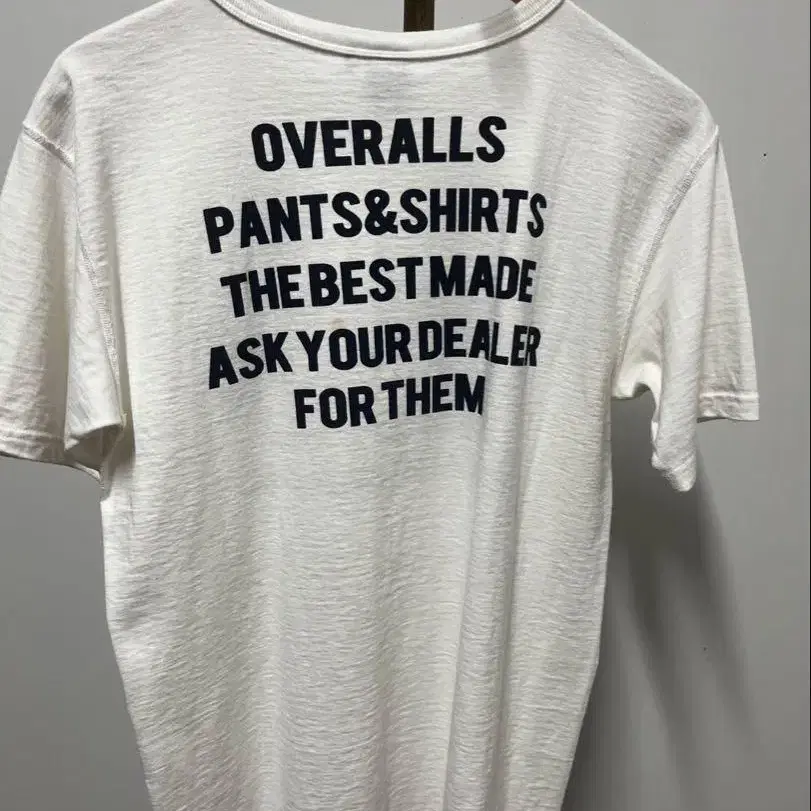 OVERALLS
PANTS&SHIRTS
THE BEST MADE
ASK YOUR DEALER
FOR THEM